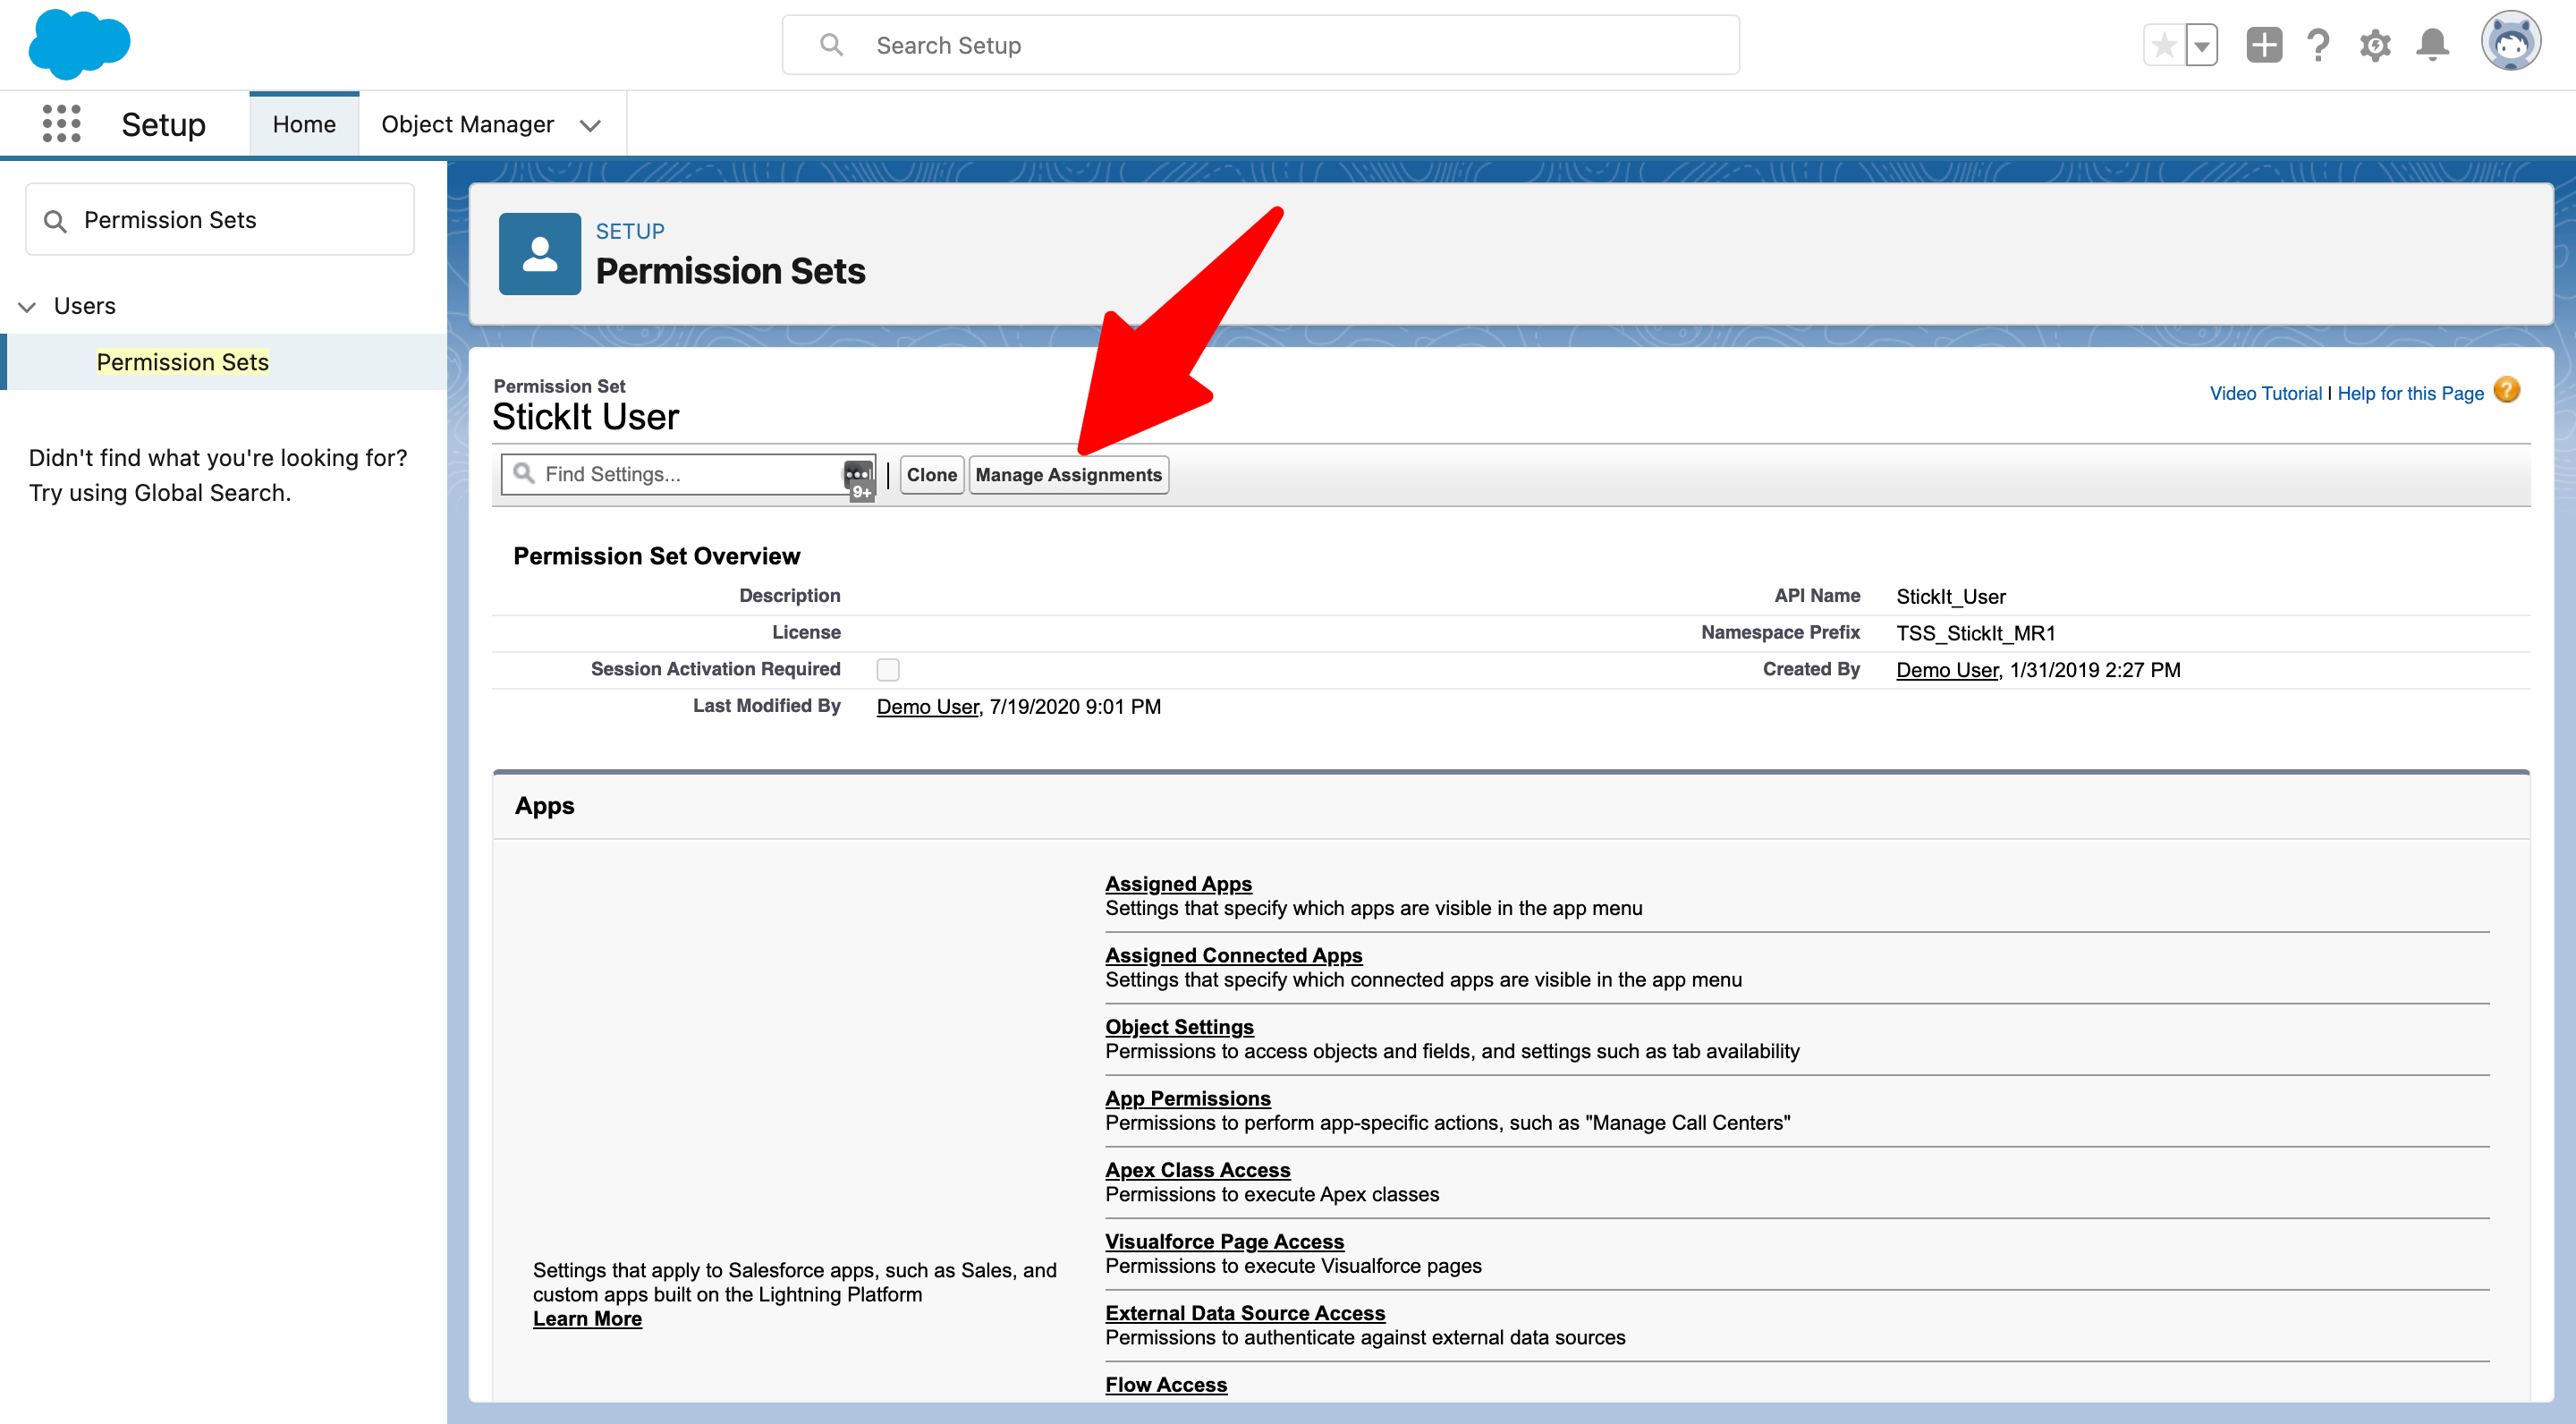 Search Setup
Setup
Home
Object Manager
Permission Sets
Users
Permission Sets
Didn't find what you're looking for?
Try using Global Search.
SETUP
Permission Sets
Permission Set
StickIt User
Video Tutorial | Help for this Page
Find Settings...
9+
Clone
Manage Assignments
Permission Set Overview
Description
API Name StickIt_User
License
Namespace Prefix TSS_StickIt_MR1
Session Activation Required
Created By Demo User, 1/31/2019 2:27 PM
Last Modified By Demo User, 7/19/2020 9:01 PM
Apps
Settings that apply to Salesforce apps, such as Sales, and
custom apps built on the Lightning Platform
Learn More
Assigned Apps
Settings that specify which apps are visible in the app menu
Assigned Connected Apps
Settings that specify which connected apps are visible in the app menu
Object Settings
Permissions to access objects and fields, and settings such as tab availability
App Permissions
Permissions to perform app-specific actions, such as "Manage Call Centers"
Apex Class Access
Permissions to execute Apex classes
Visualforce Page Access
Permissions to execute Visualforce pages
External Data Source Access
Permissions to authenticate against external data sources
Flow Access